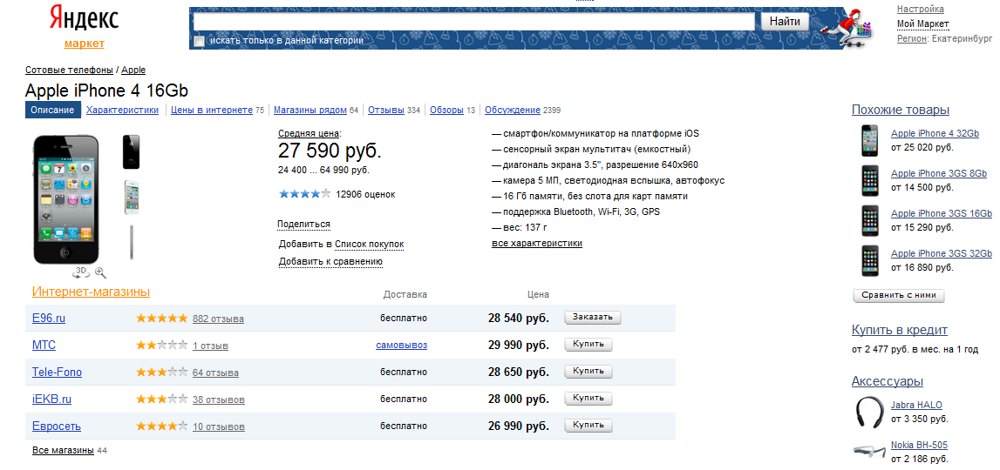 Яндекс
маркет
Найти
искать только в данной категории
Настройка
Мой Маркет
Регион: Екатеринбург
Сотовые телефоны / Apple
Apple iPhone 4 16Gb
Описание Характеристики Цены в интернете 75 Магазины рядом 64 Отзывы 334 Обзоры 13 Обсуждение 2399
Средняя цена:
27 590 руб.
24 400 ... 64 990 руб.
12906 оценок
Поделиться
Добавить в Список покупок
Добавить к сравнению
3D
— смартфон/коммуникатор на платформе iOS
— сенсорный экран мультитач (емкостный)
— диагональ экрана 3.5", разрешение 640x960
— камера 5 МП, светодиодная вспышка, автофокус
— 16 Гб памяти, без слота для карт памяти
— поддержка Bluetooth, Wi-Fi, 3G, GPS
— вес: 137 г
все характеристики
Интернет-магазины Доставка Цена
E96.ru 882 отзыва бесплатно 28 540 руб. Заказать
МТС 1 отзыв самовывоз 29 990 руб. Купить
Tele-Fono 64 отзыва бесплатно 28 650 руб. Купить
iEKB.ru 38 отзывов бесплатно 28 000 руб. Купить
Евросеть 10 отзывов бесплатно 26 990 руб. Купить
Все магазины 44
Похожие товары
Apple iPhone 4 32Gb
от 25 020 руб.
Apple iPhone 3GS 8Gb
от 14 500 руб.
Apple iPhone 3GS 16Gb
от 15 290 руб.
Apple iPhone 3GS 32Gb
от 16 890 руб.
Сравнить с ними
Купить в кредит
от 2 477 руб. в мес. на 1 год
Аксессуары
Jabra HALO
от 3 350 руб.
Nokia BH-505
от 2 186 руб.